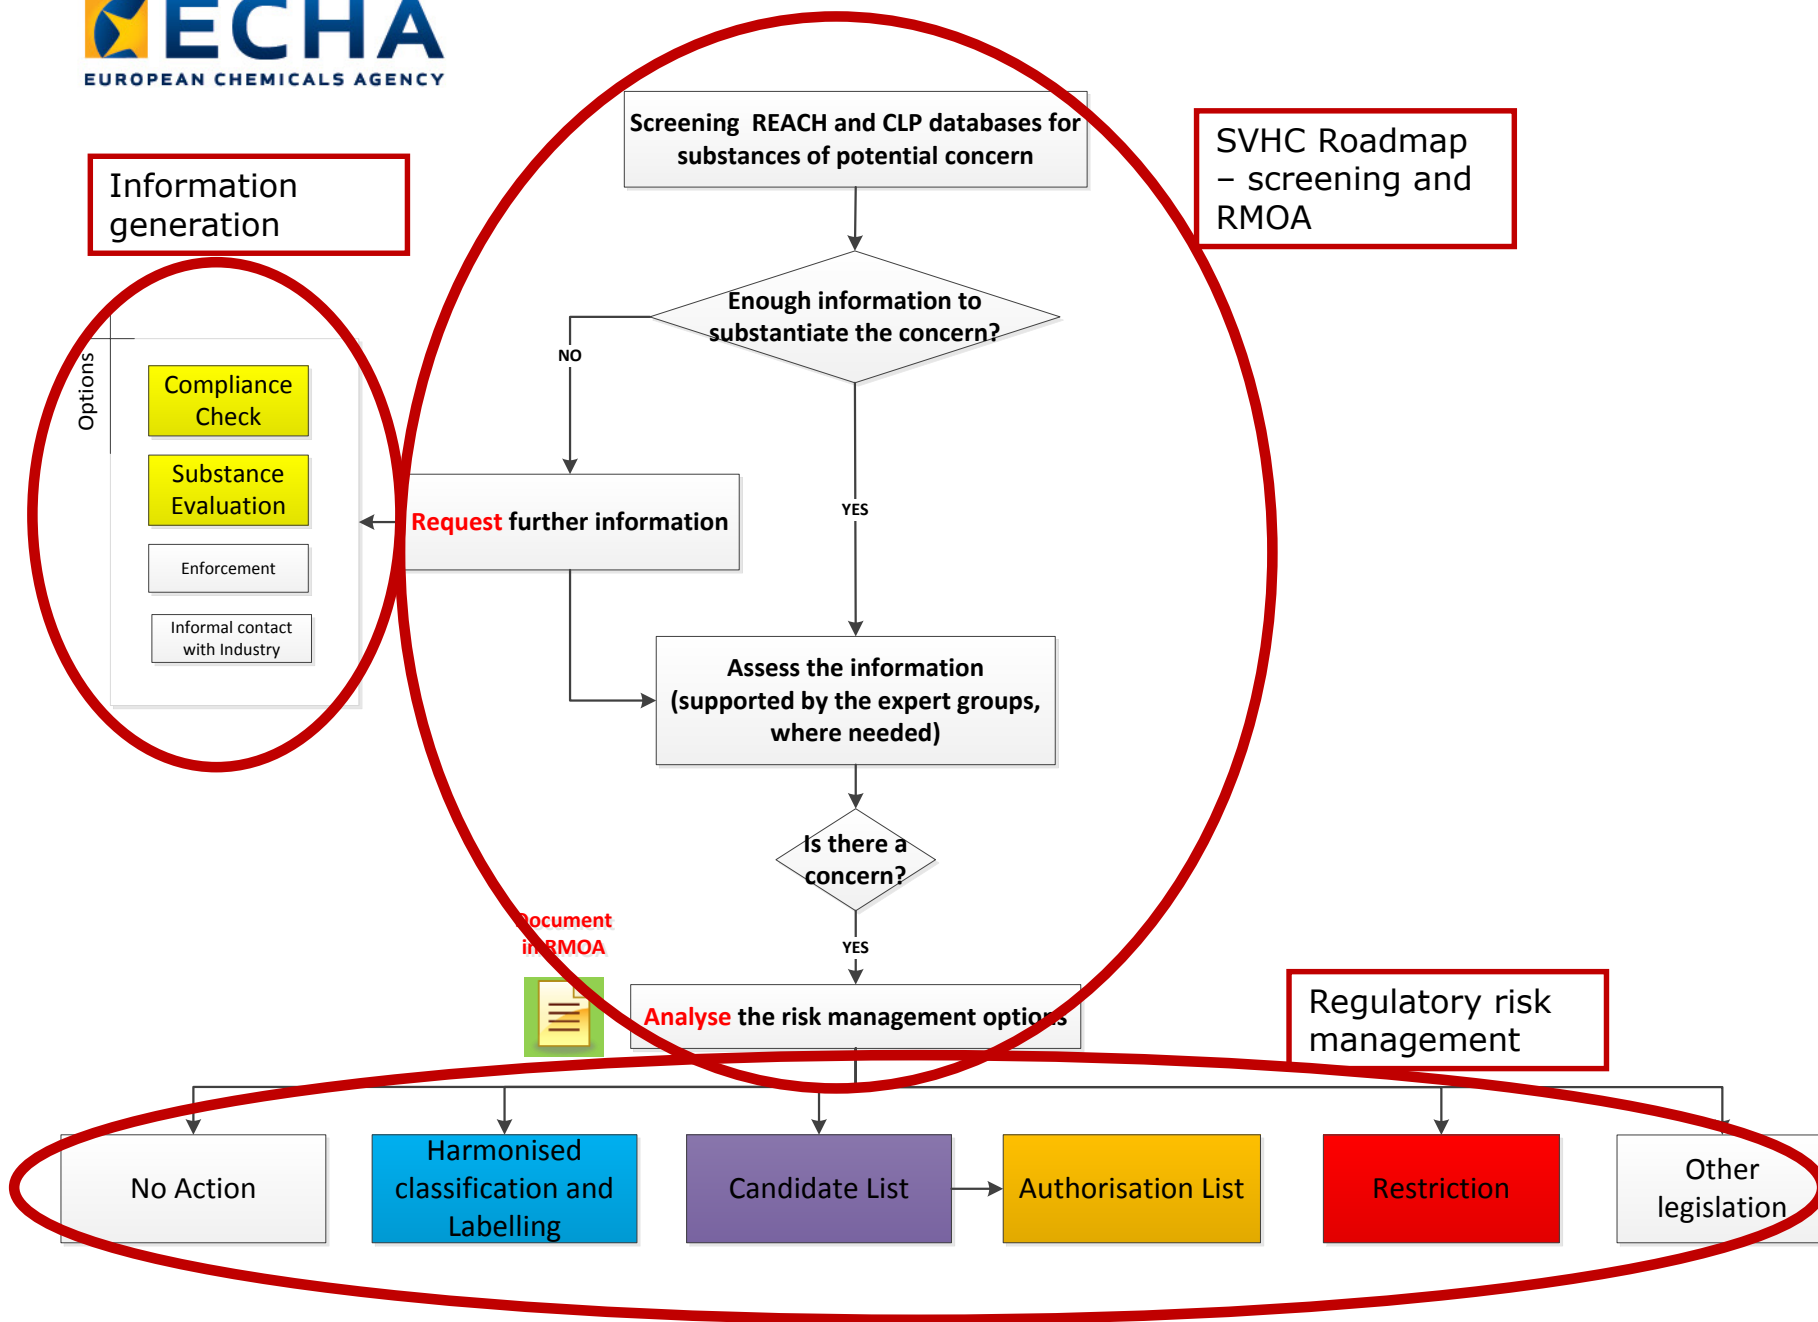 ECHA
EUROPEAN CHEMICALS AGENCY
Screening REACH and CLP databases for
substances of potential concern
SVHC Roadmap
– screening and
RMOA
Information
generation
Enough information to
substantiate the concern?
NO
Options
Compliance
Check
Substance
Evaluation
Enforcement
Informal contact
with Industry
Request further information
YES
Assess the information
(supported by the expert groups,
where needed)
Is there a
concern?
Document
in RMOA
YES
Analyse the risk management options
Regulatory risk
management
No Action
Harmonised
classification and
Labelling
Candidate List
Authorisation List
Restriction
Other
legislation